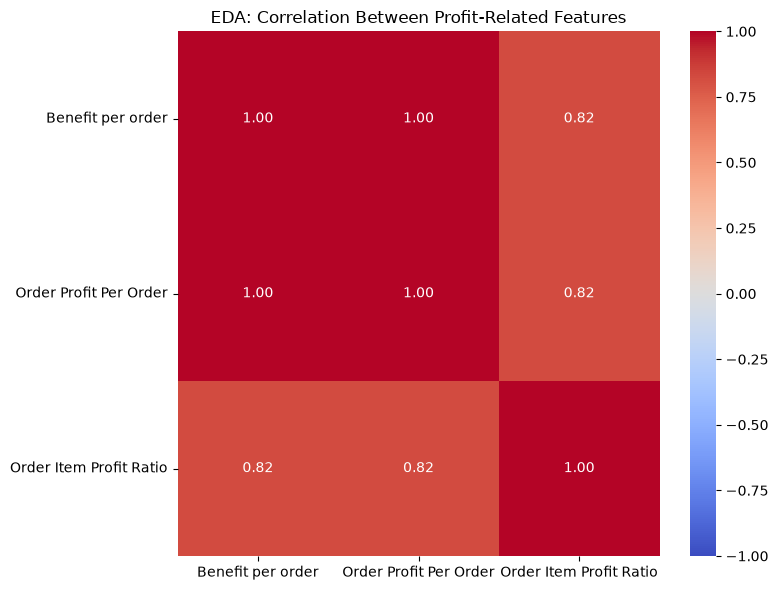 EDA: Correlation Between Profit-Related Features
Benefit per order
1.00
1.00
0.82
Order Profit Per Order
1.00
1.00
0.82
Order Item Profit Ratio
0.82
0.82
1.00
Benefit per order
Order Profit Per Order
Order Item Profit Ratio
1.00
0.75
0.50
0.25
0.00
−0.25
−0.50
−0.75
−1.00